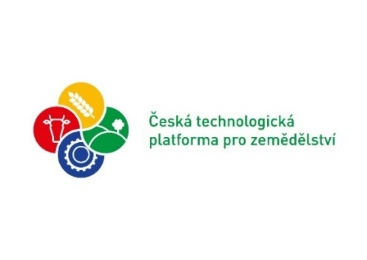 Česká technologická
platforma pro zemědělství